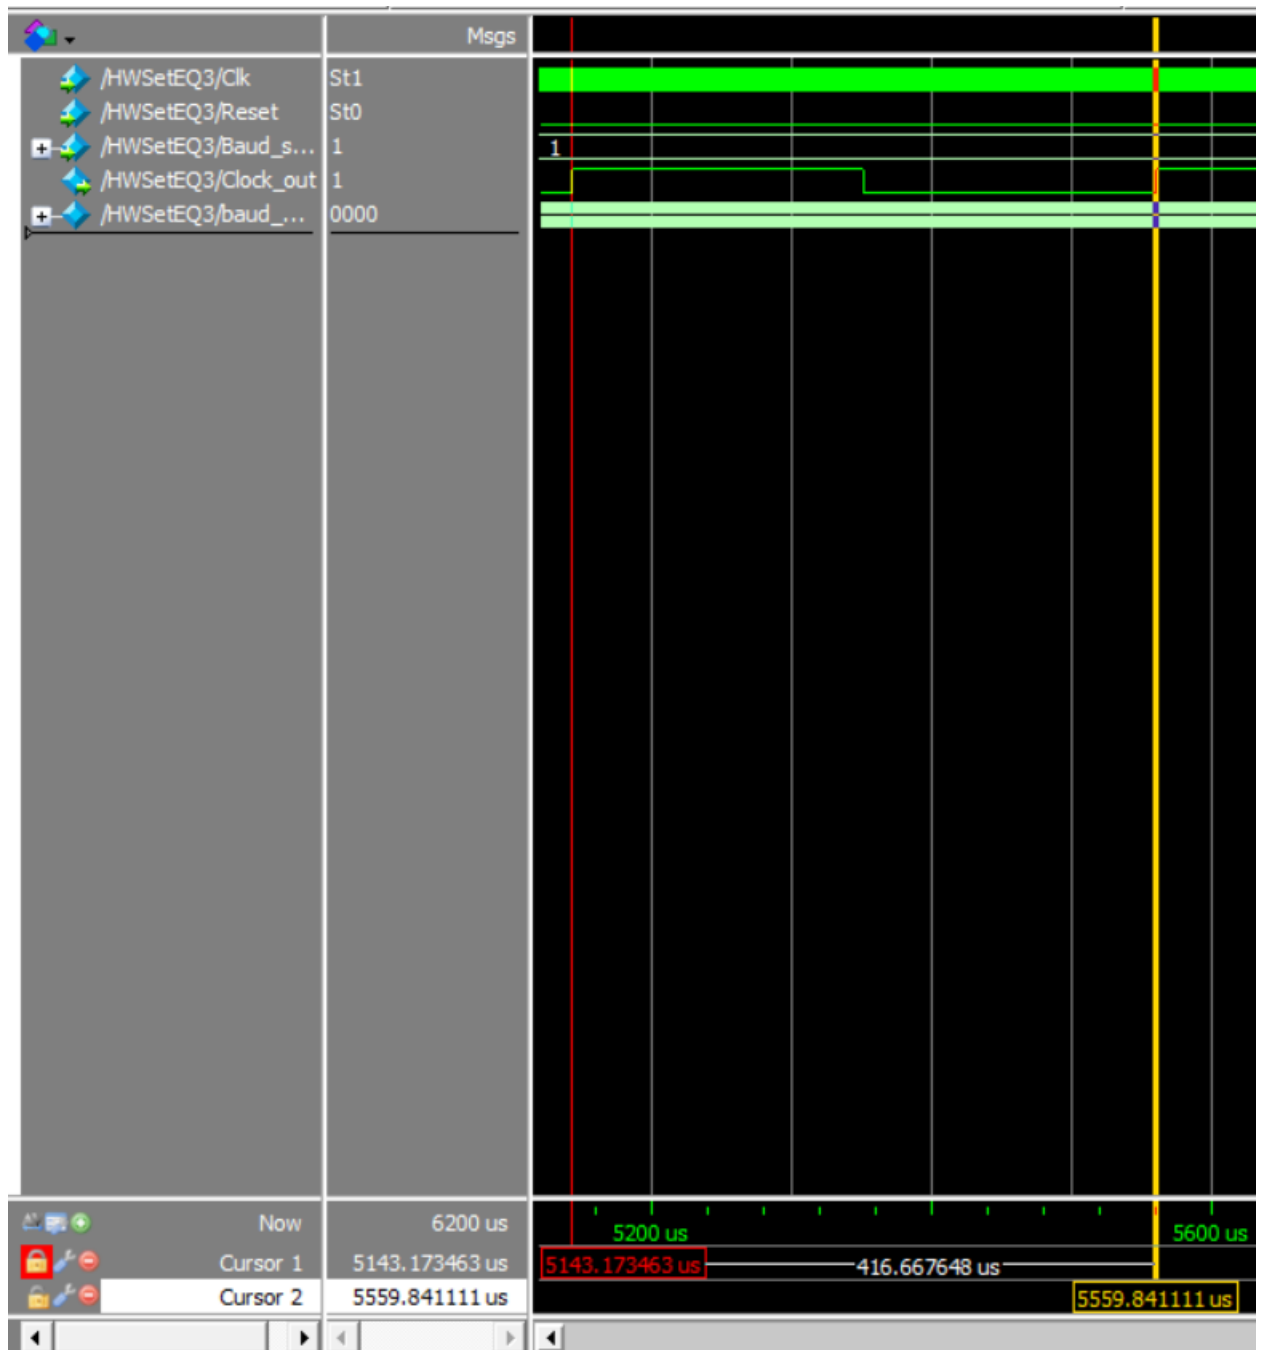 Msgs
/HWSetEQ3/Clk St1
/HWSetEQ3/Reset St0
/HWSetEQ3/Baud_s... 1 1
/HWSetEQ3/Clock_out 1
/HWSetEQ3/baud_... 0000
Now 6200 us 5200 us 5600 us
Cursor 1 5143.173463 us 5143.173463 us 416.667648 us
Cursor 2 5559.841111 us 5559.841111 us